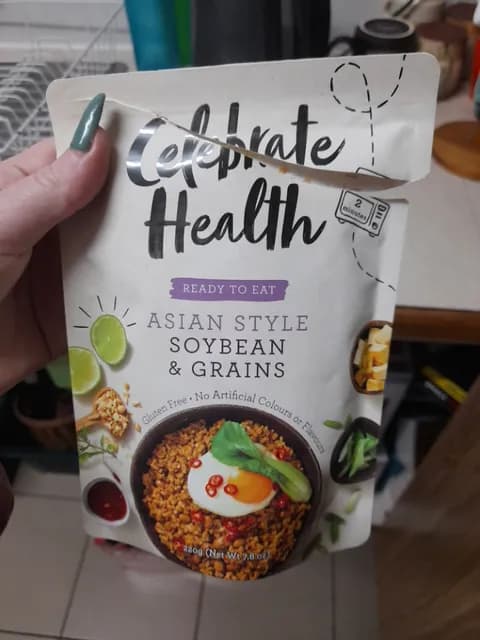 Celebrate
Health
2
minutes
READY TO EAT
ASIAN STYLE
SOYBEAN
& GRAINS
Gluten Free • No Artificial Colours or Flavours
220g (Net Wt 7.8 oz)